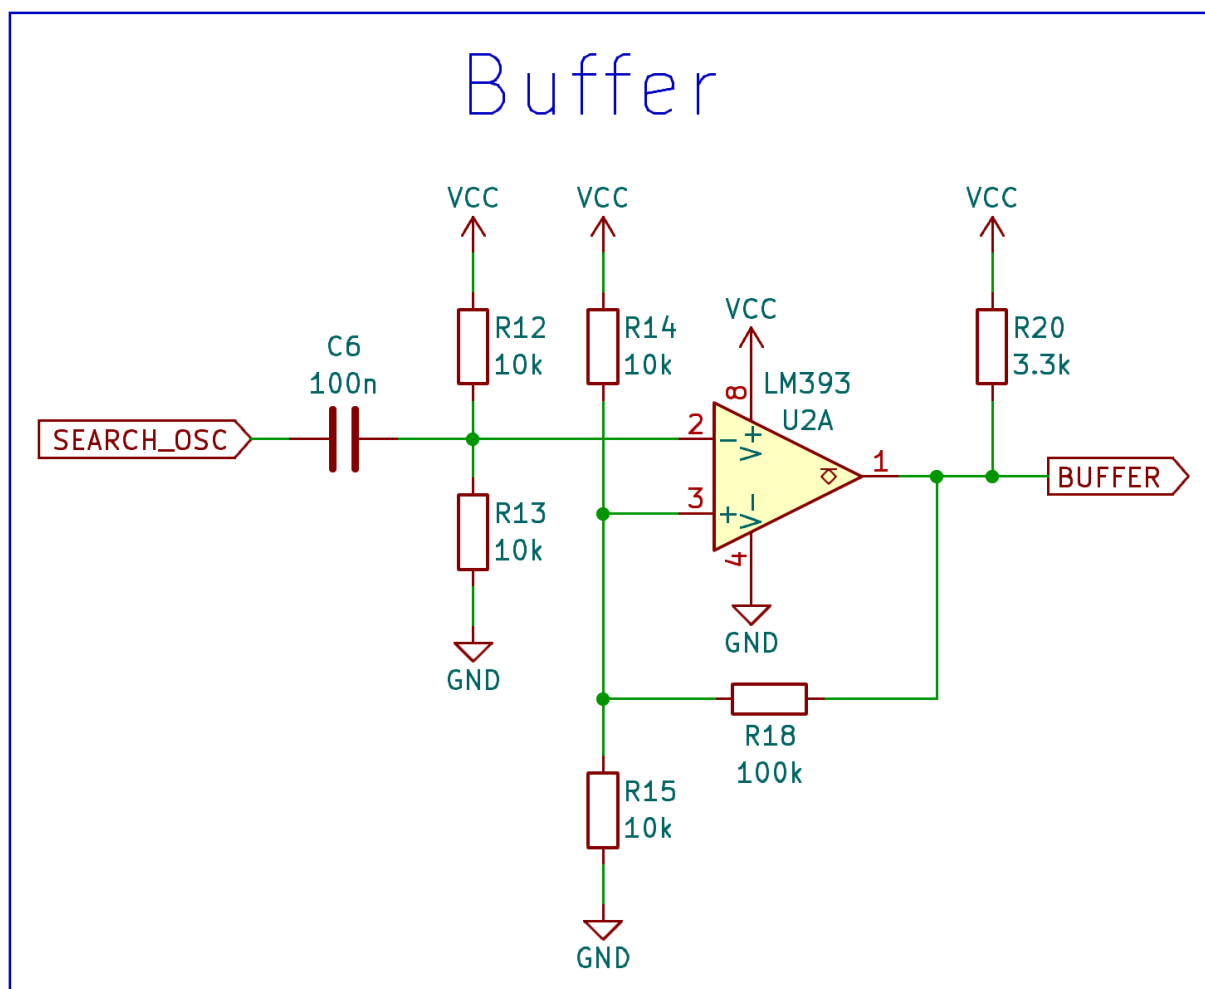 Buffer
VCC
VCC
VCC
VCC
R12
10k
R14
10k
R20
3.3k
C6
100n
LM393
U2A
8
SEARCH_OSC
2
-
V+
1
BUFFER
3
+
V-
4
R13
10k
GND
GND
R18
100k
R15
10k
GND